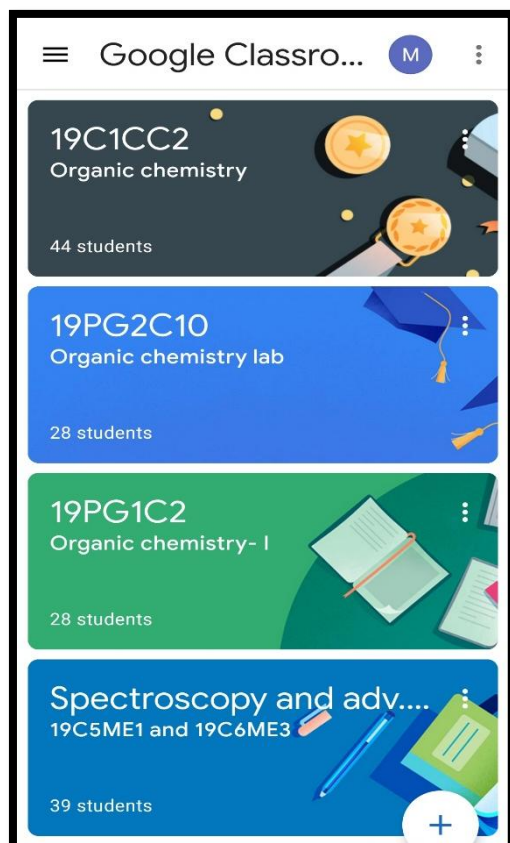 Google Classro... M
19C1CC2
Organic chemistry
44 students
19PG2C10
Organic chemistry lab
28 students
19PG1C2
Organic chemistry- I
28 students
Spectroscopy and adv....
19C5ME1 and 19C6ME3
39 students